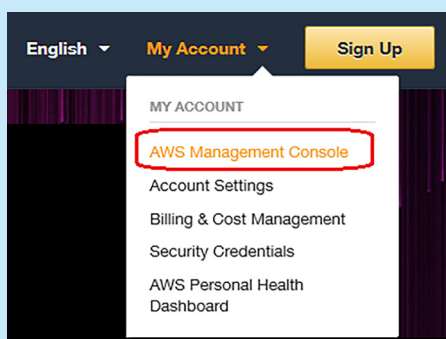 English My Account Sign Up
MY ACCOUNT
AWS Management Console
Account Settings
Billing & Cost Management
Security Credentials
AWS Personal Health
Dashboard